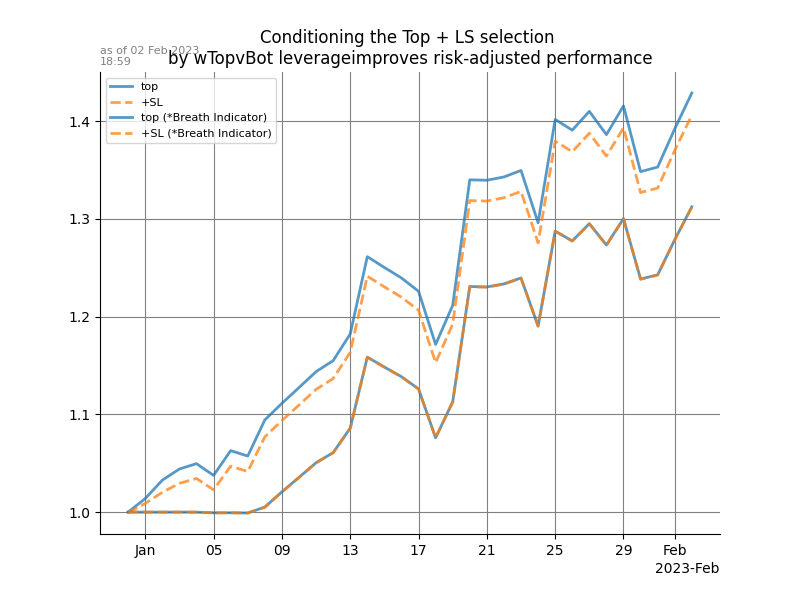 Conditioning the Top + LS selection
as of 02 Feb 2023
18:59
by wTopvBot leverageimproves risk-adjusted performance
top
+SL
top (*Breath Indicator)
+SL (*Breath Indicator)
1.4
1.3
1.2
1.1
1.0
Jan 05 09 13 17 21 25 29 Feb
2023-Feb